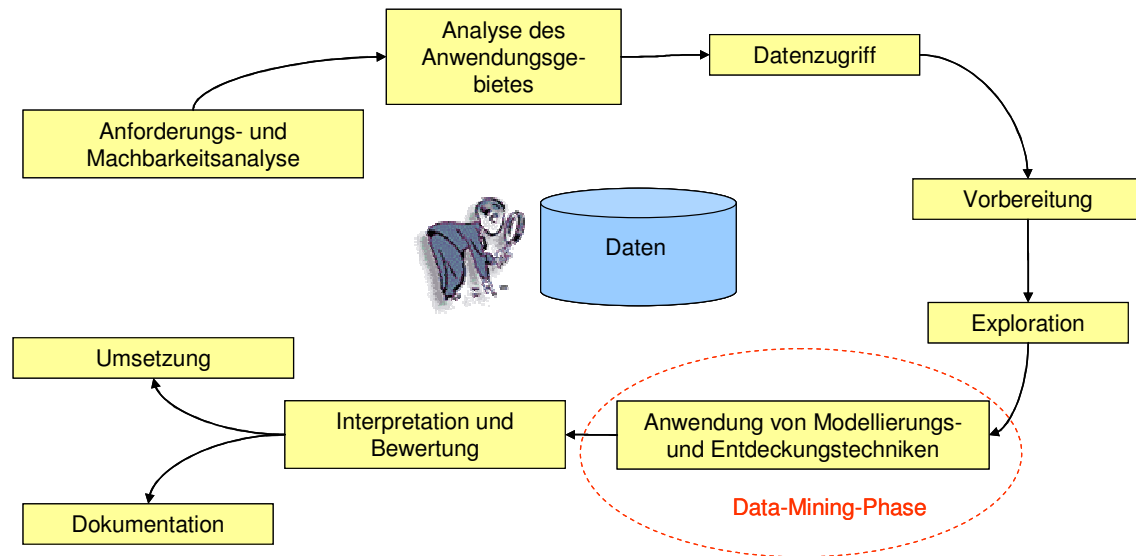 Anforderungs- und
Machbarkeitsanalyse
Analyse des
Anwendungsge-
bietes
Datenzugriff
Vorbereitung
Exploration
Anwendung von Modellierungs-
und Entdeckungstechniken
Data-Mining-Phase
Interpretation und
Bewertung
Umsetzung
Dokumentation
Daten